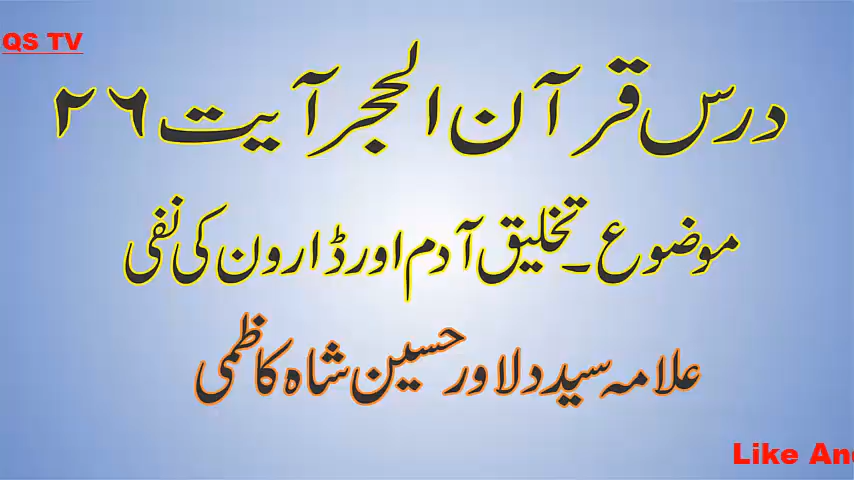 QS TV
درس قرآن الحجر آیت ۲۶
موضوع ۔ تخلیق آدم اور ڈارون کی نفی
علامہ سید دلاور حسین شاہ کاظمی
Like An